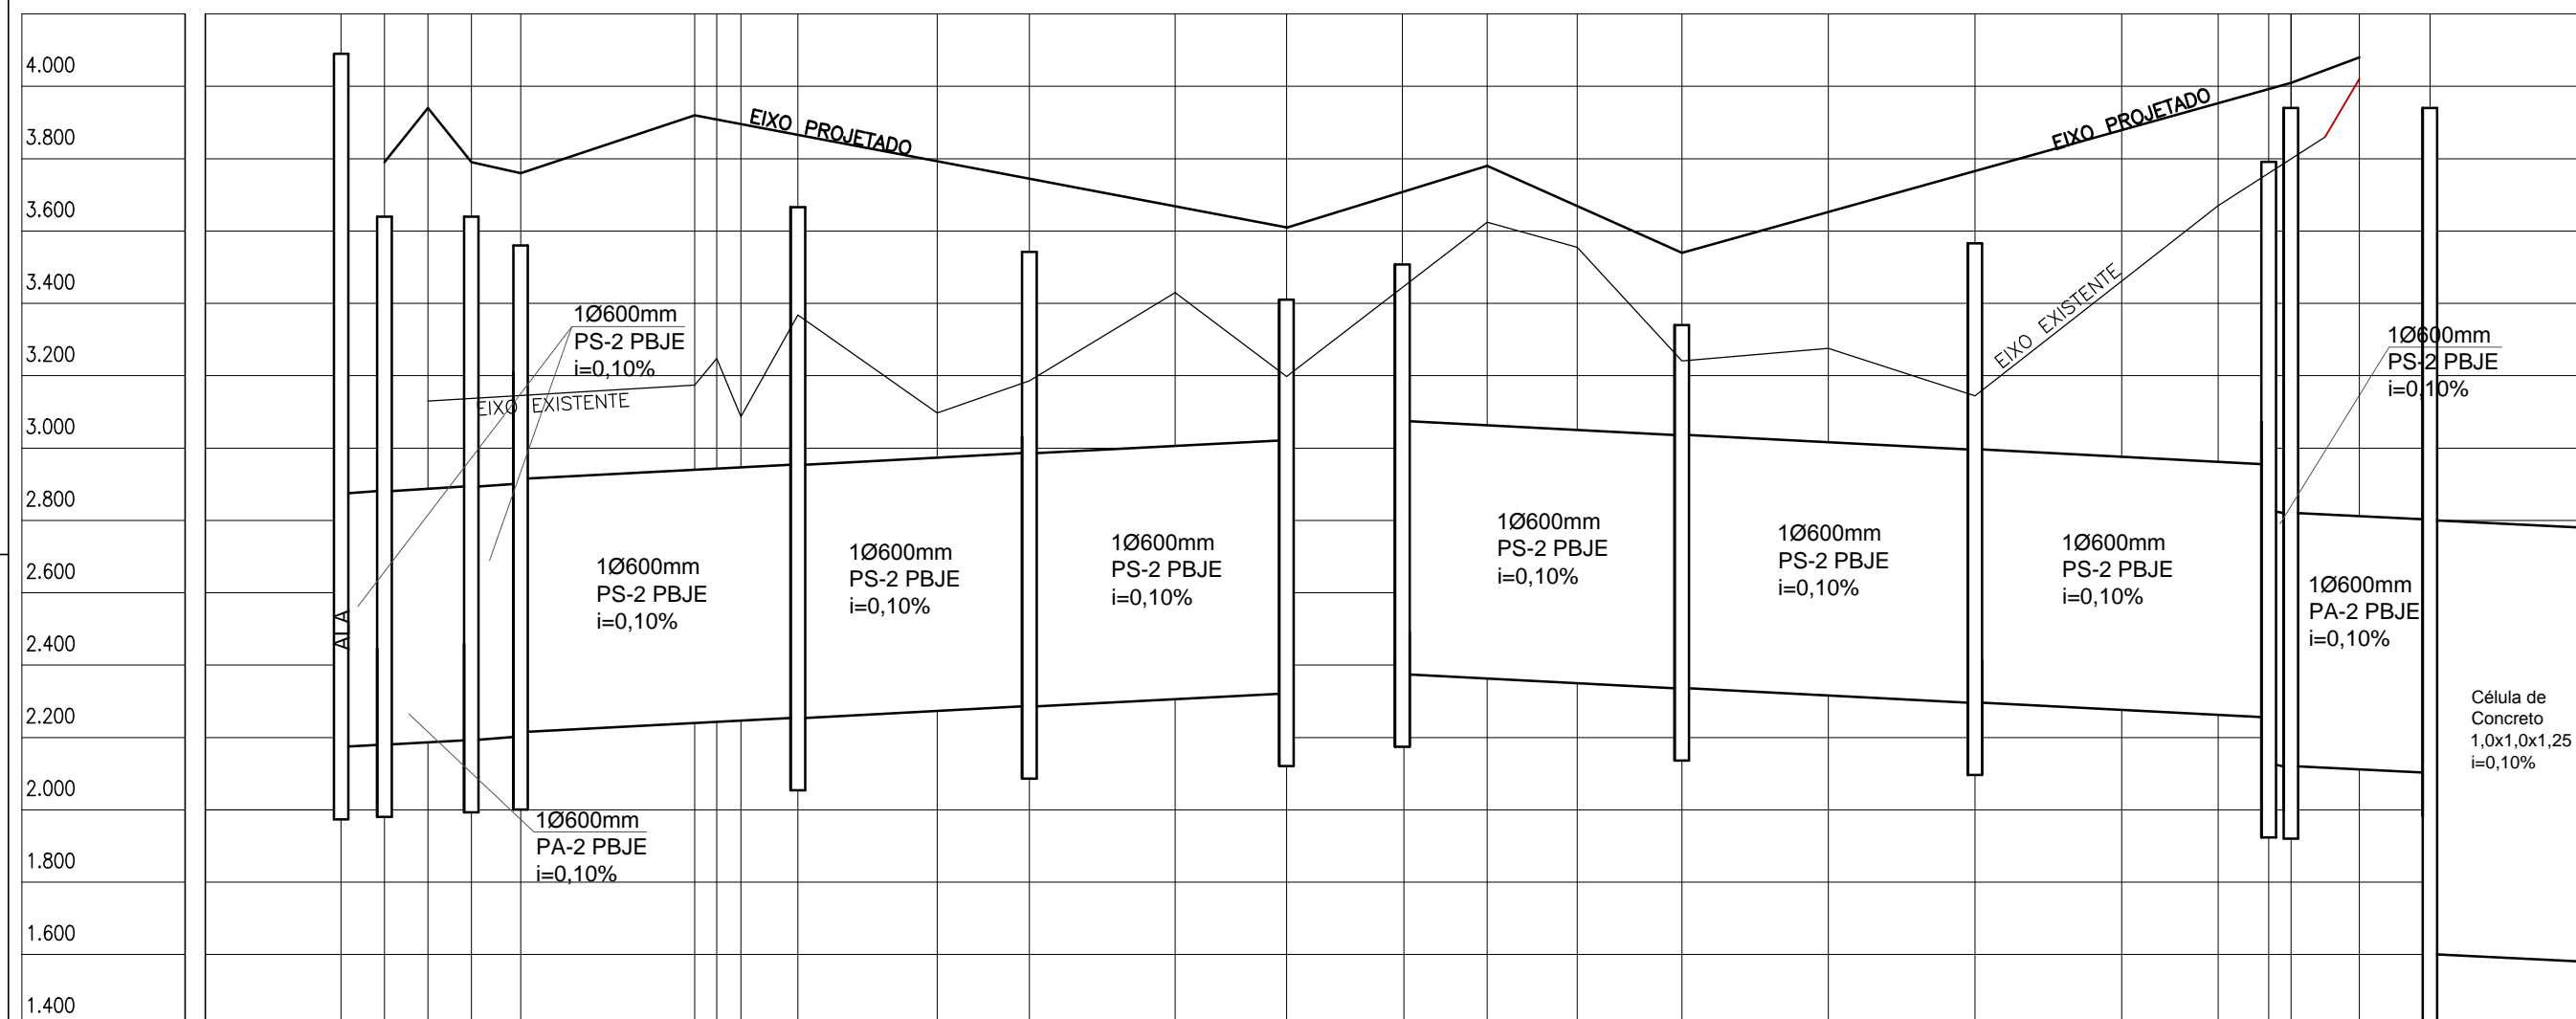 4.000
3.800
3.600
3.400
3.200
3.000
2.800
2.600
2.400
2.200
2.000
1.800
1.600
1.400
EIXO PROJETADO
EIXO PROJETADO
EIXO EXISTENTE
EIXO EXISTENTE
ALA
1Ø600mm
PS-2 PBJE
i=0,10%
1Ø600mm
PA-2 PBJE
i=0,10%
1Ø600mm
PS-2 PBJE
i=0,10%
1Ø600mm
PS-2 PBJE
i=0,10%
1Ø600mm
PS-2 PBJE
i=0,10%
1Ø600mm
PS-2 PBJE
i=0,10%
1Ø600mm
PS-2 PBJE
i=0,10%
1Ø600mm
PS-2 PBJE
i=0,10%
1Ø600mm
PS-2 PBJE
i=0,10%
1Ø600mm
PA-2 PBJE
i=0,10%
Célula de
Concreto
1,0x1,0x1,25
i=0,10%